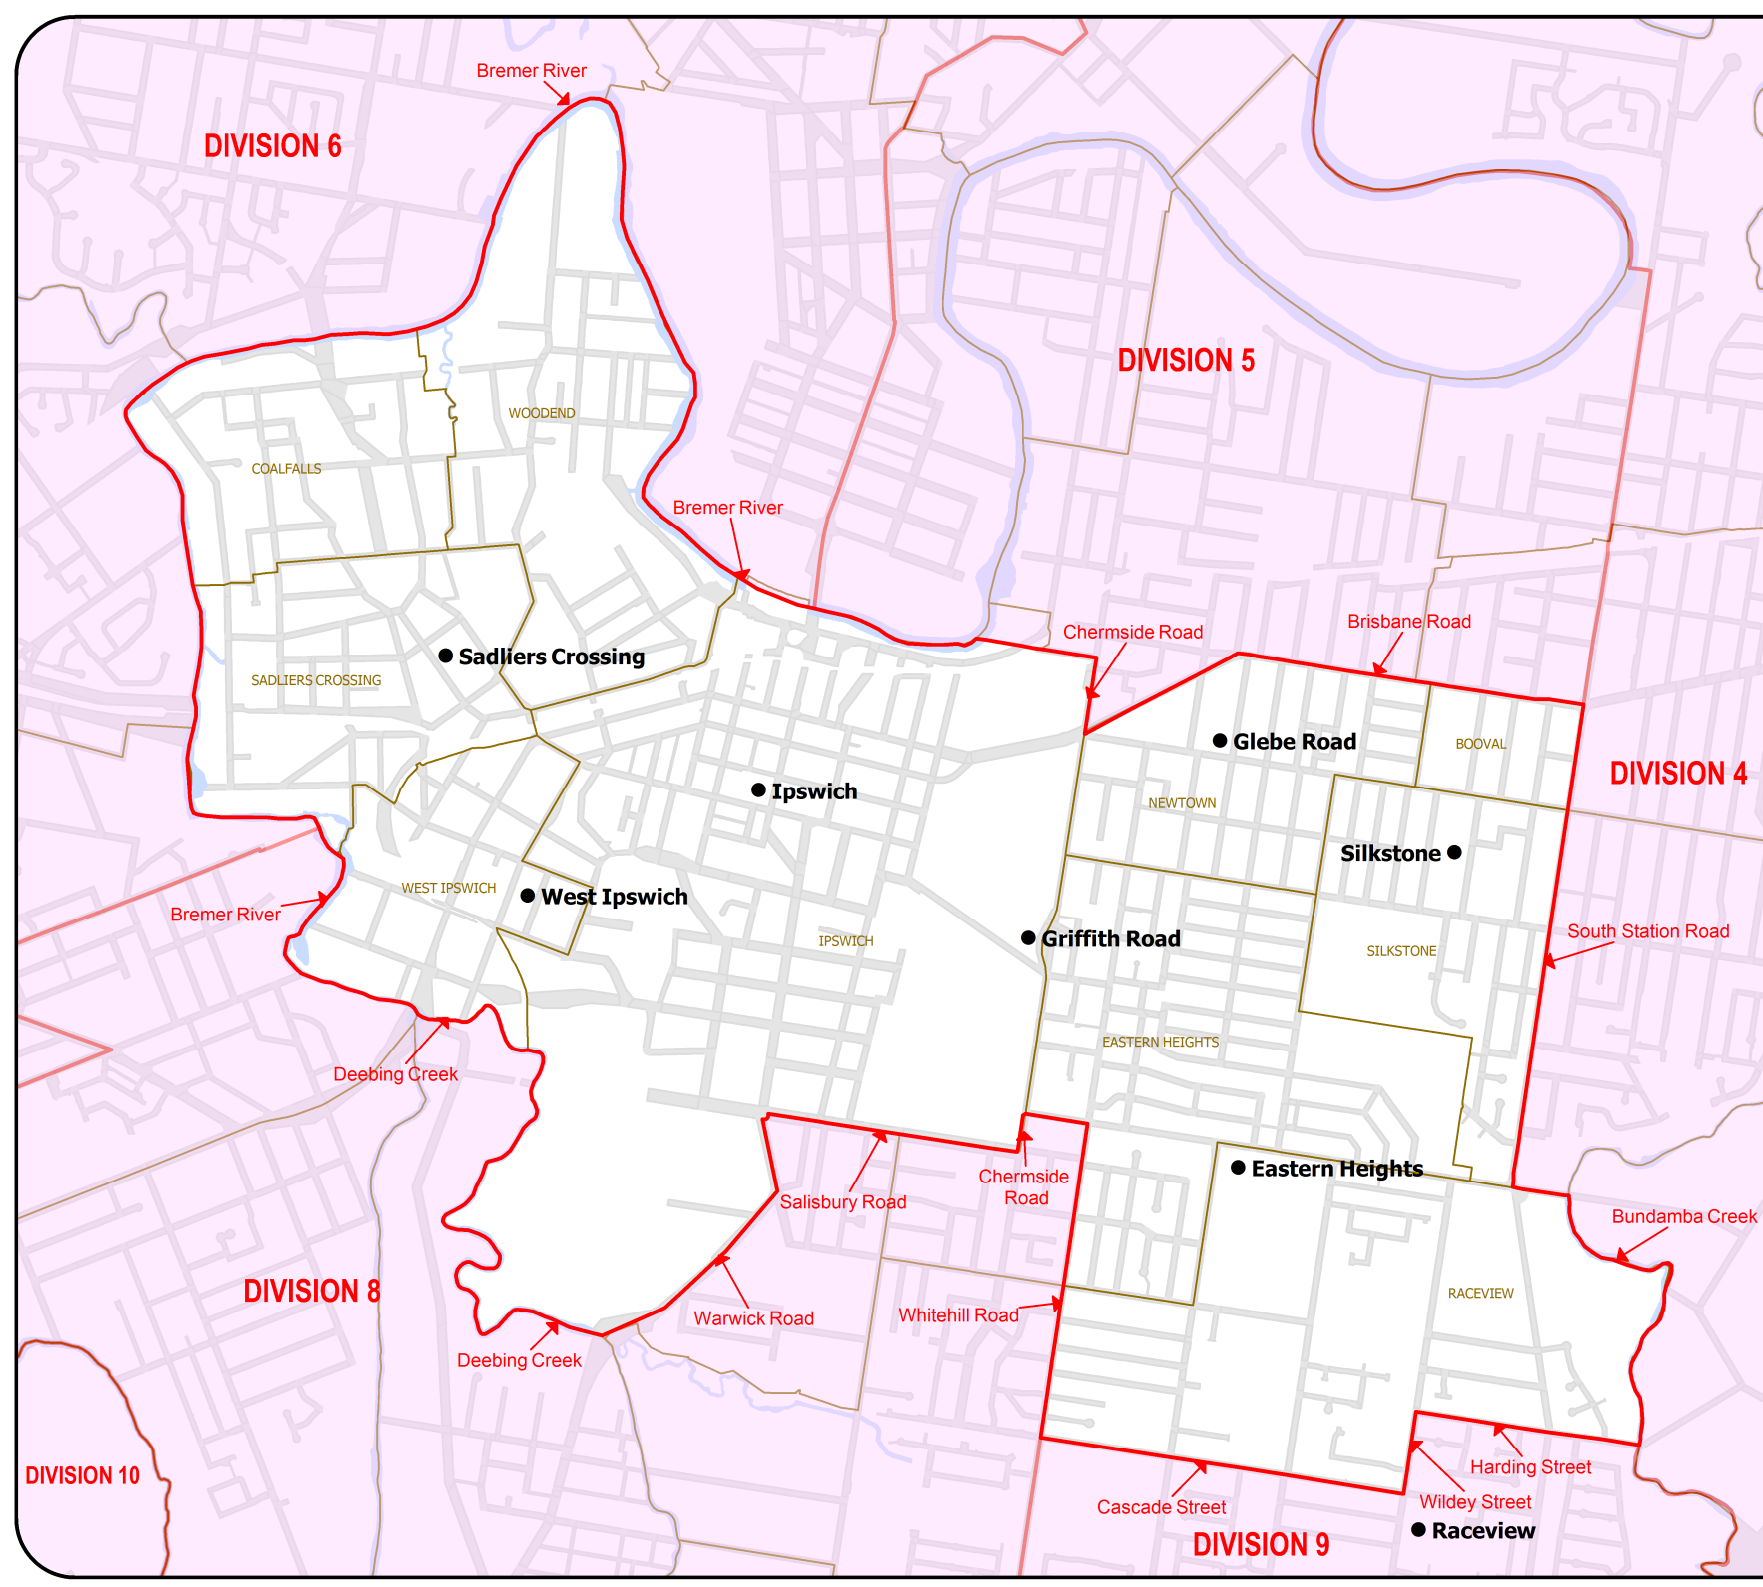 Bremer River
DIVISION 6
DIVISION 5
WOODEND
COALFALLS
Bremer River
Brisbane Road
Chermside Road
Sadliers Crossing
SADLIERS CROSSING
Glebe Road
BOOVAL
DIVISION 4
Ipswich
NEWTOWN
Silkstone
WEST IPSWICH
West Ipswich
Bremer River
IPSWICH
Griffith Road
SILKSTONE
South Station Road
EASTERN HEIGHTS
Deebing Creek
Eastern Heights
Chermside
Road
Salisbury Road
Bundamba Creek
DIVISION 8
RACEVIEW
Warwick Road
Whitehill Road
Deebing Creek
DIVISION 10
Harding Street
Cascade Street
Wildey Street
Raceview
DIVISION 9